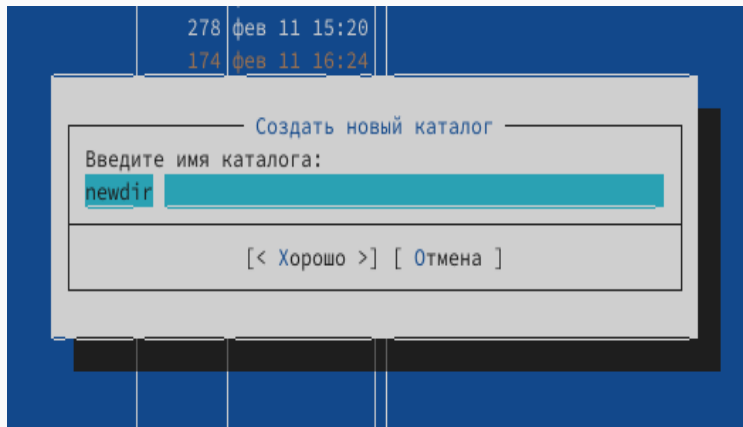 278 фев 11 15:20
174 фев 11 16:24
Создать новый каталог
Введите имя каталога:
newdir
[< Хорошо >] [ Отмена ]